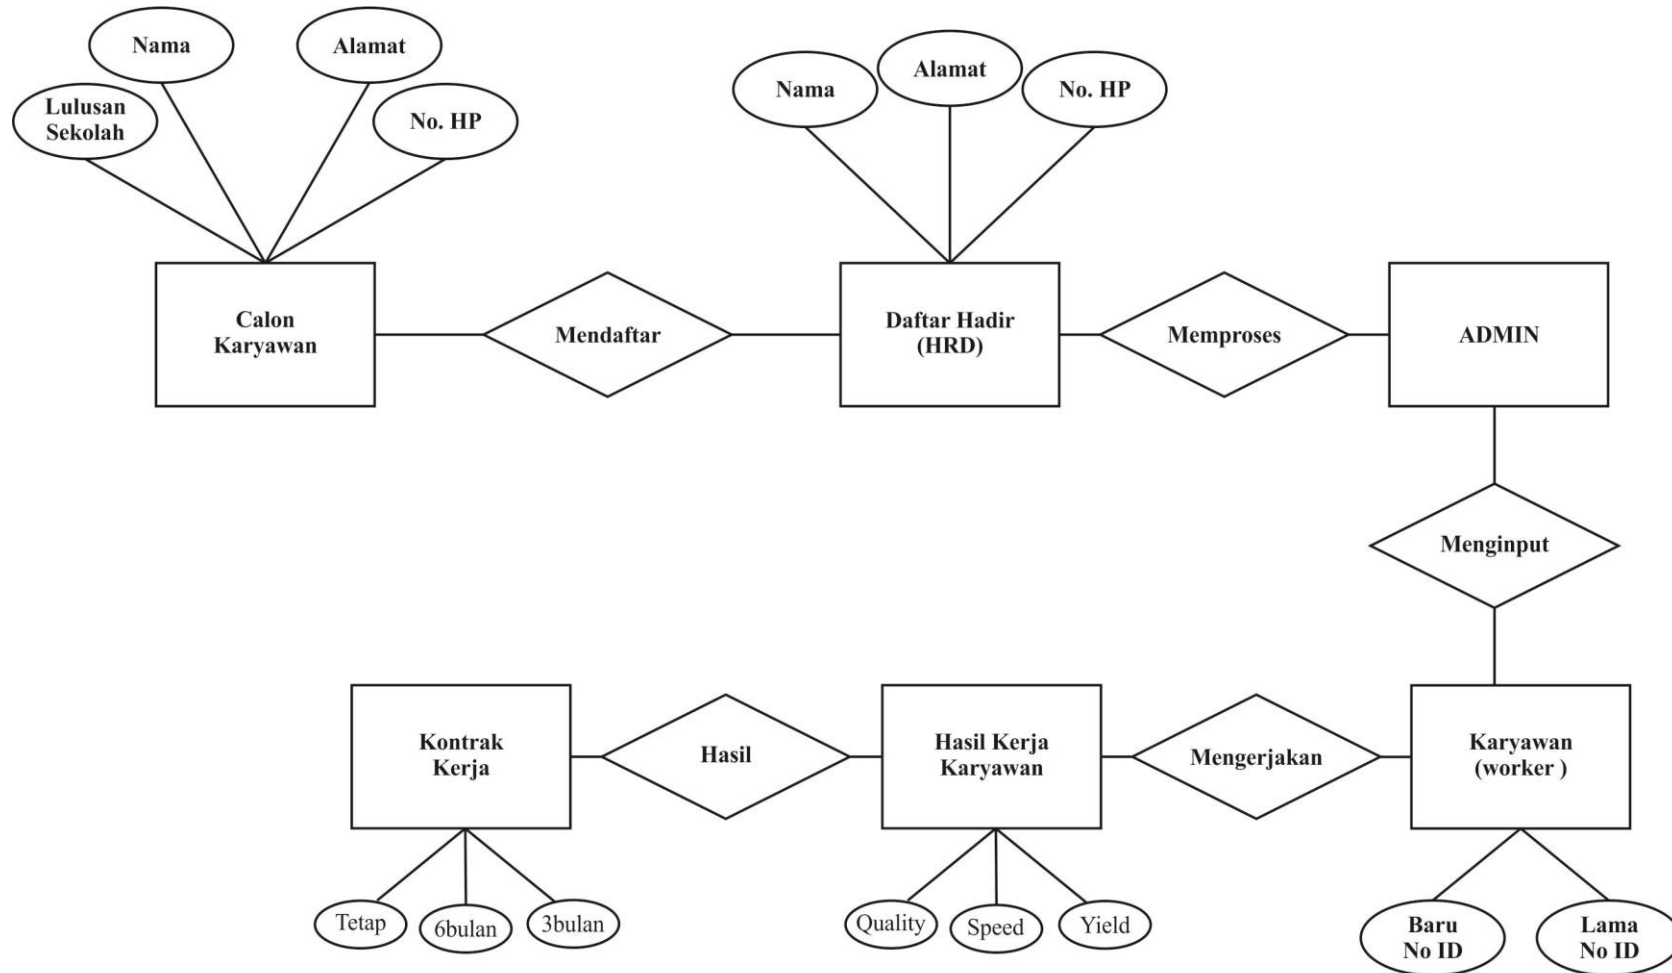 Nama
Alamat
Lulusan
Sekolah
No. HP
Nama
Alamat
No. HP
Calon
Karyawan
Mendaftar
Daftar Hadir
(HRD)
Memproses
ADMIN
Menginput
Kontrak
Kerja
Hasil
Hasil Kerja
Karyawan
Mengerjakan
Karyawan
(worker )
Tetap
6bulan
3bulan
Quality
Speed
Yield
Baru
No ID
Lama
No ID